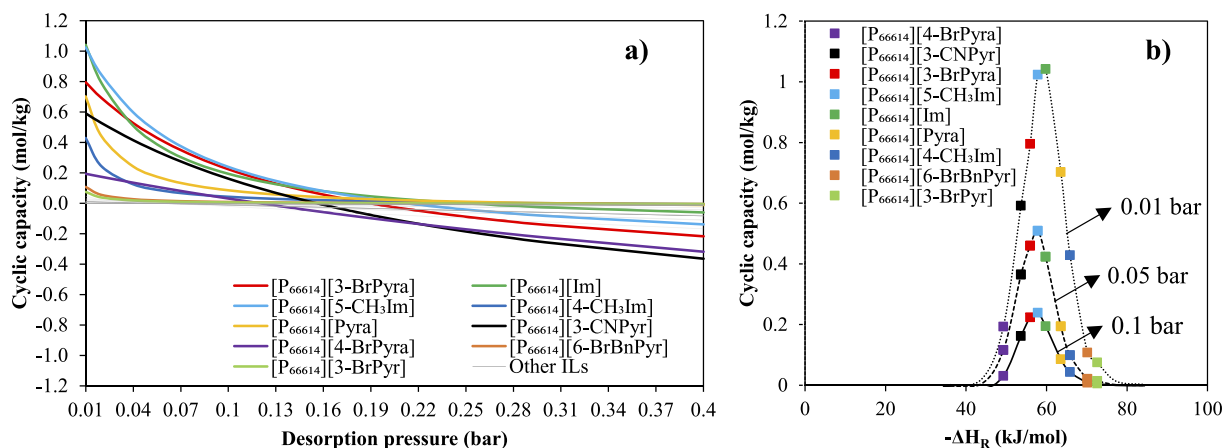 a)
Cyclic capacity (mol/kg)
1.2
1.0
0.8
0.6
0.4
0.2
0.0
-0.2
-0.4
-0.6
-0.8
-1.0
-1.2
[P₆₆₆₁₄][3-BrPyra] [P₆₆₆₁₄][Im]
[P₆₆₆₁₄][5-CH₃Im] [P₆₆₆₁₄][4-CH₃Im]
[P₆₆₆₁₄][Pyra] [P₆₆₆₁₄][3-CNPyr]
[P₆₆₆₁₄][4-BrPyra] [P₆₆₆₁₄][6-BrBnPyr]
[P₆₆₆₁₄][3-BrPyr] Other ILs
0.01 0.04 0.07 0.1 0.13 0.16 0.19 0.22 0.25 0.28 0.31 0.34 0.37 0.4
Desorption pressure (bar)
b)
Cyclic capacity (mol/kg)
1.2
1
0.8
0.6
0.4
0.2
0
[P₆₆₆₁₄][4-BrPyra]
[P₆₆₆₁₄][3-CNPyr]
[P₆₆₆₁₄][3-BrPyra]
[P₆₆₆₁₄][5-CH₃Im]
[P₆₆₆₁₄][Im]
[P₆₆₆₁₄][Pyra]
[P₆₆₆₁₄][4-CH₃Im]
[P₆₆₆₁₄][6-BrBnPyr]
[P₆₆₆₁₄][3-BrPyr]
0.01 bar
0.05 bar
0.1 bar
0 20 40 60 80 100
-ΔH_R (kJ/mol)